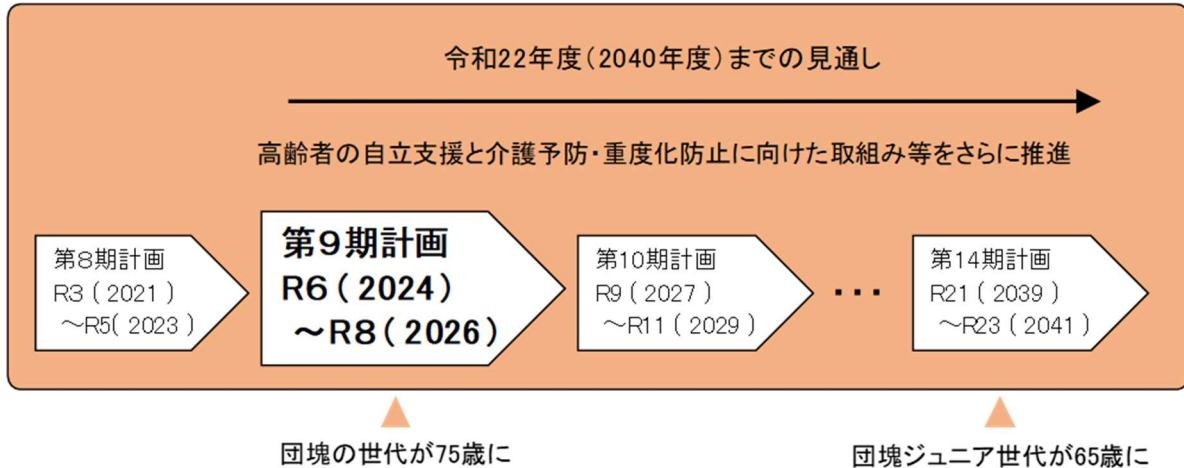 令和22年度(2040年度)までの見通し
高齢者の自立支援と介護予防・重度化防止に向けた取組み等をさらに推進
第8期計画
R3(2021)
～R5(2023)
第9期計画
R6(2024)
～R8(2026)
第10期計画
R9(2027)
～R11(2029)
・・・
第14期計画
R21(2039)
～R23(2041)
団塊の世代が75歳に
団塊ジュニア世代が65歳に